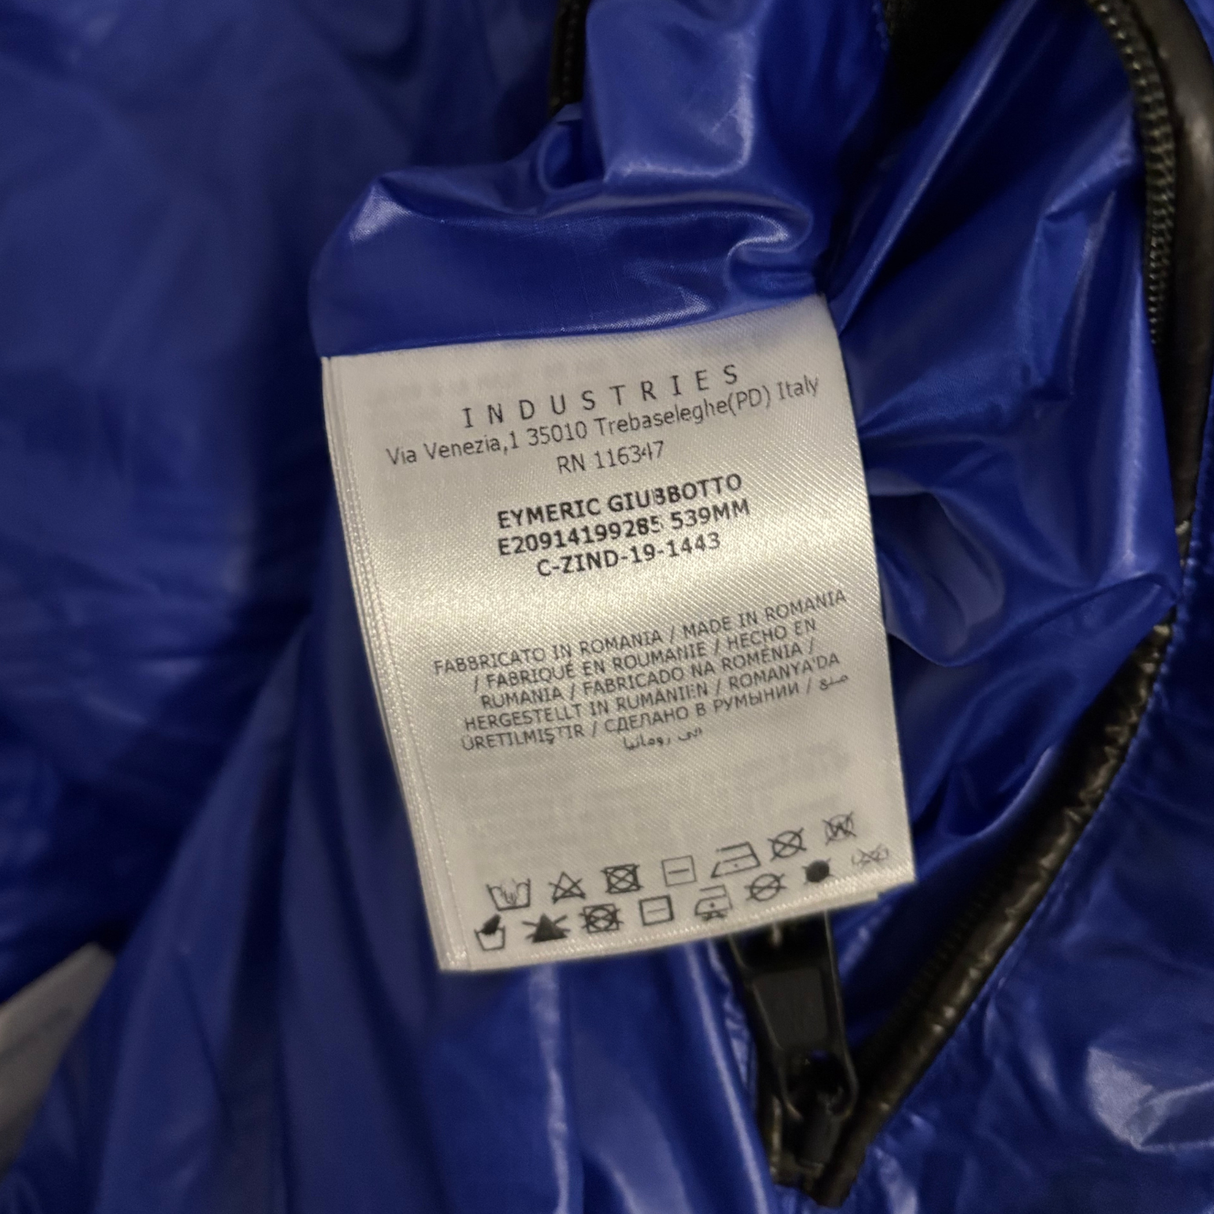 INDUSTRIES
Via Venezia,1 35010 Trebaseleghe(PD) Italy
RN 116347
EYMERIC GIUBBOTTO
E20914199285 539MM
C-ZIND-19-1443
FABBRICATO IN ROMANIA / MADE IN ROMANIA
/ FABRIQUÉ EN ROUMANIE / HECHO EN
RUMANIA / FABRICADO NA ROMÉNIA /
HERGESTELLT IN RUMÄNIEN / ROMANYA'DA
ÜRETILMIŞTIR / СДЕЛАНО В РУМЫНИИ / صنع
رومانيا